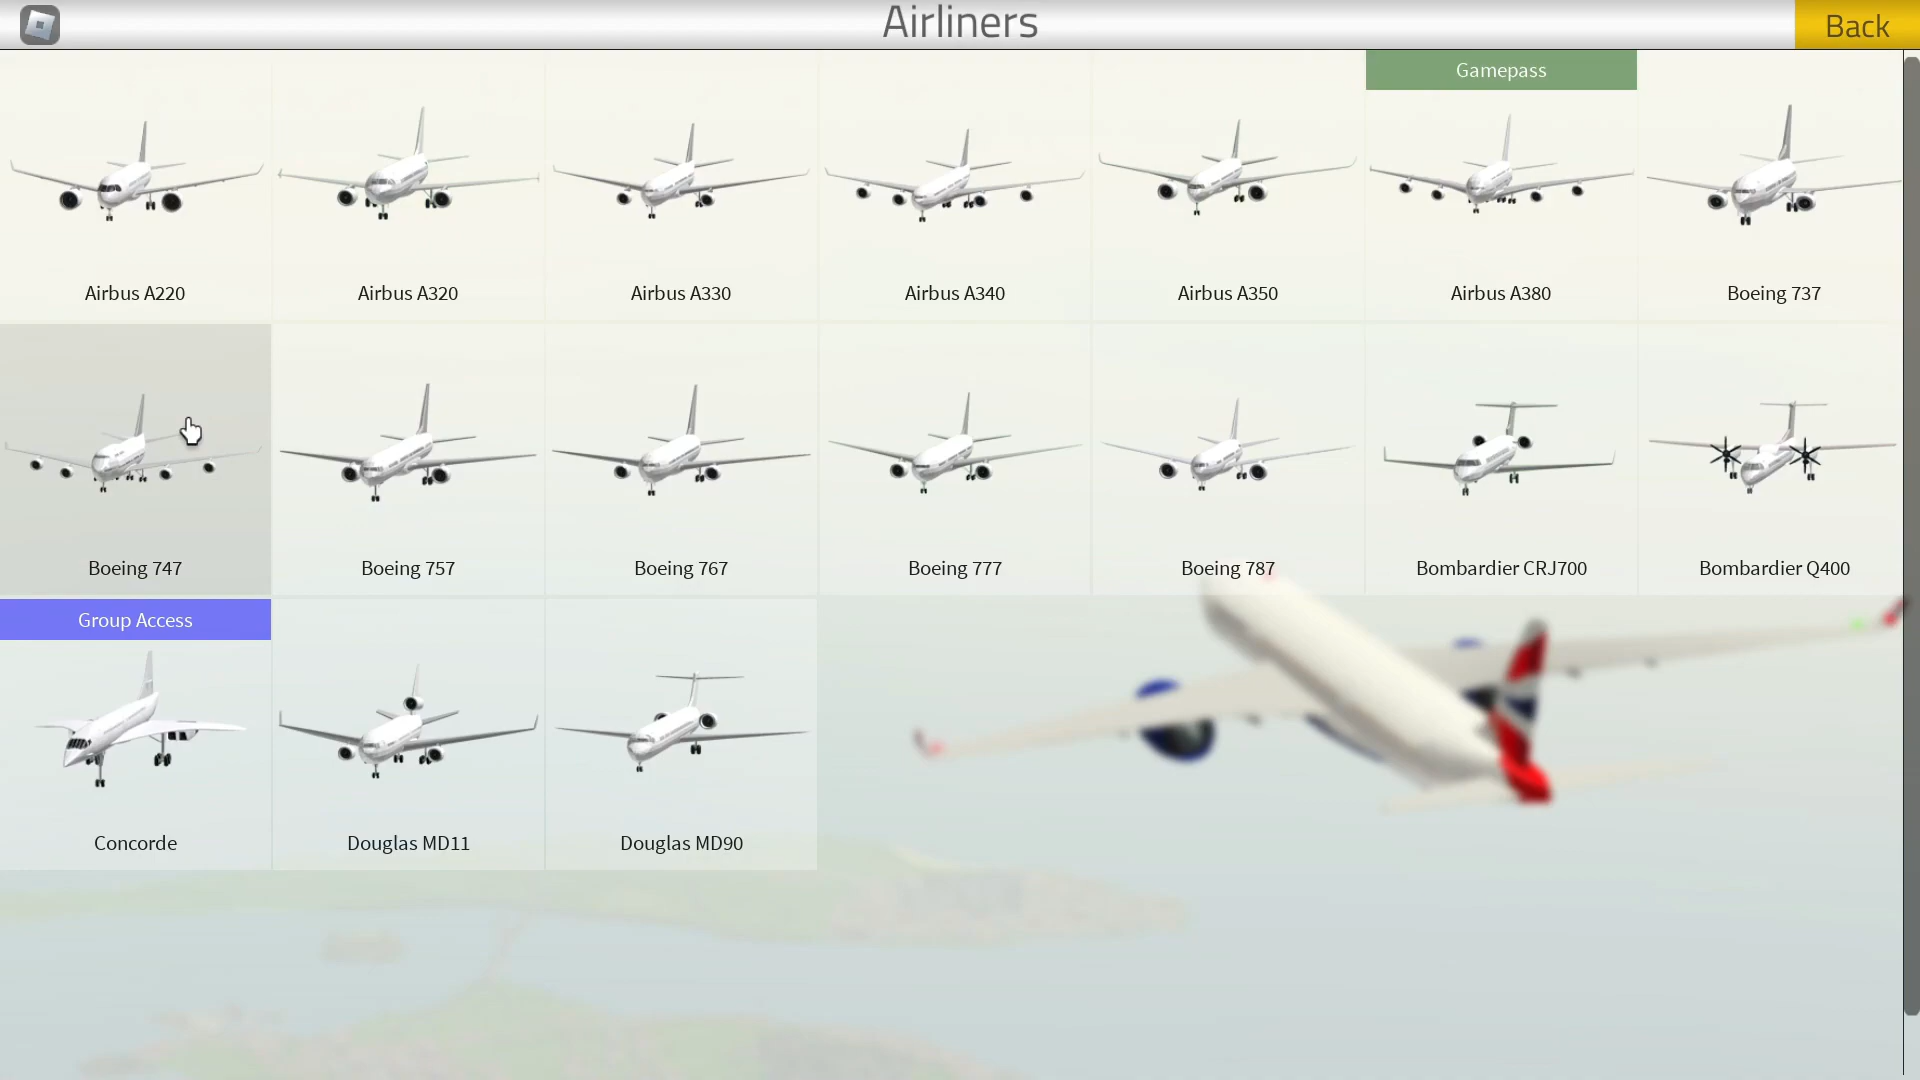 Airliners
Back
Gamepass
Airbus A220
Airbus A320
Airbus A330
Airbus A340
Airbus A350
Airbus A380
Boeing 737
Boeing 747
Boeing 757
Boeing 767
Boeing 777
Boeing 787
Bombardier CRJ700
Bombardier Q400
Group Access
Concorde
Douglas MD11
Douglas MD90